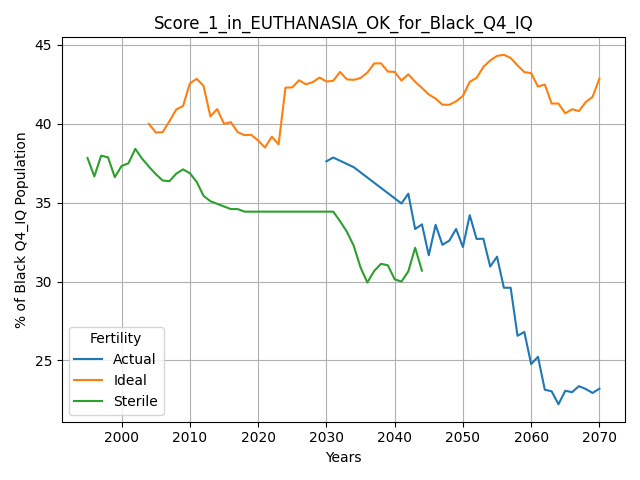 Score_1_in_EUTHANASIA_OK_for_Black_Q4_IQ
% of Black Q4_IQ Population
45
40
35
30
25
Fertility
Actual
Ideal
Sterile
2000 2010 2020 2030 2040 2050 2060 2070
Years